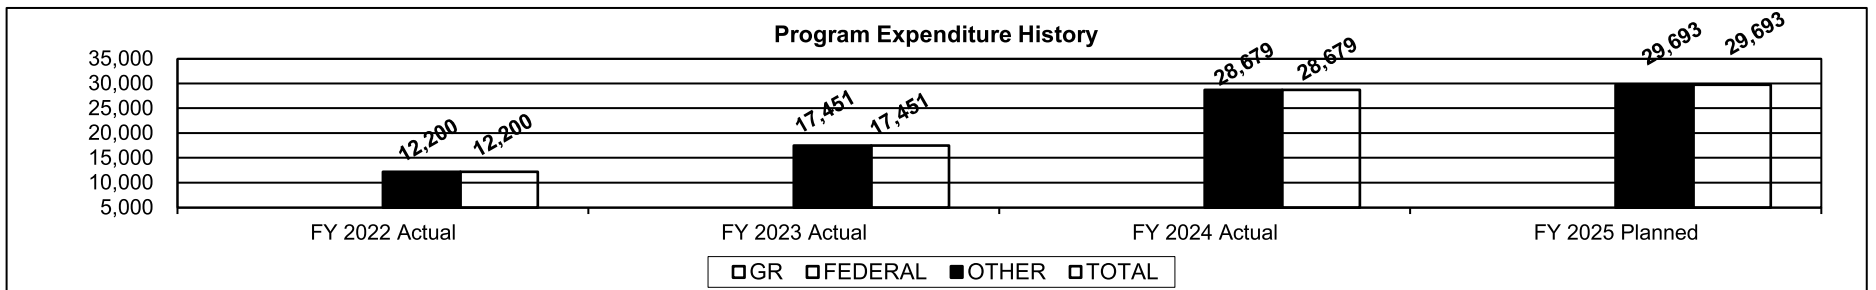 Program Expenditure History
35,000
30,000
25,000
20,000
15,000
10,000
5,000
12,200
12,200
17,451
17,451
28,679
28,679
29,693
29,693
FY 2022 Actual
FY 2023 Actual
FY 2024 Actual
FY 2025 Planned
GR FEDERAL OTHER TOTAL